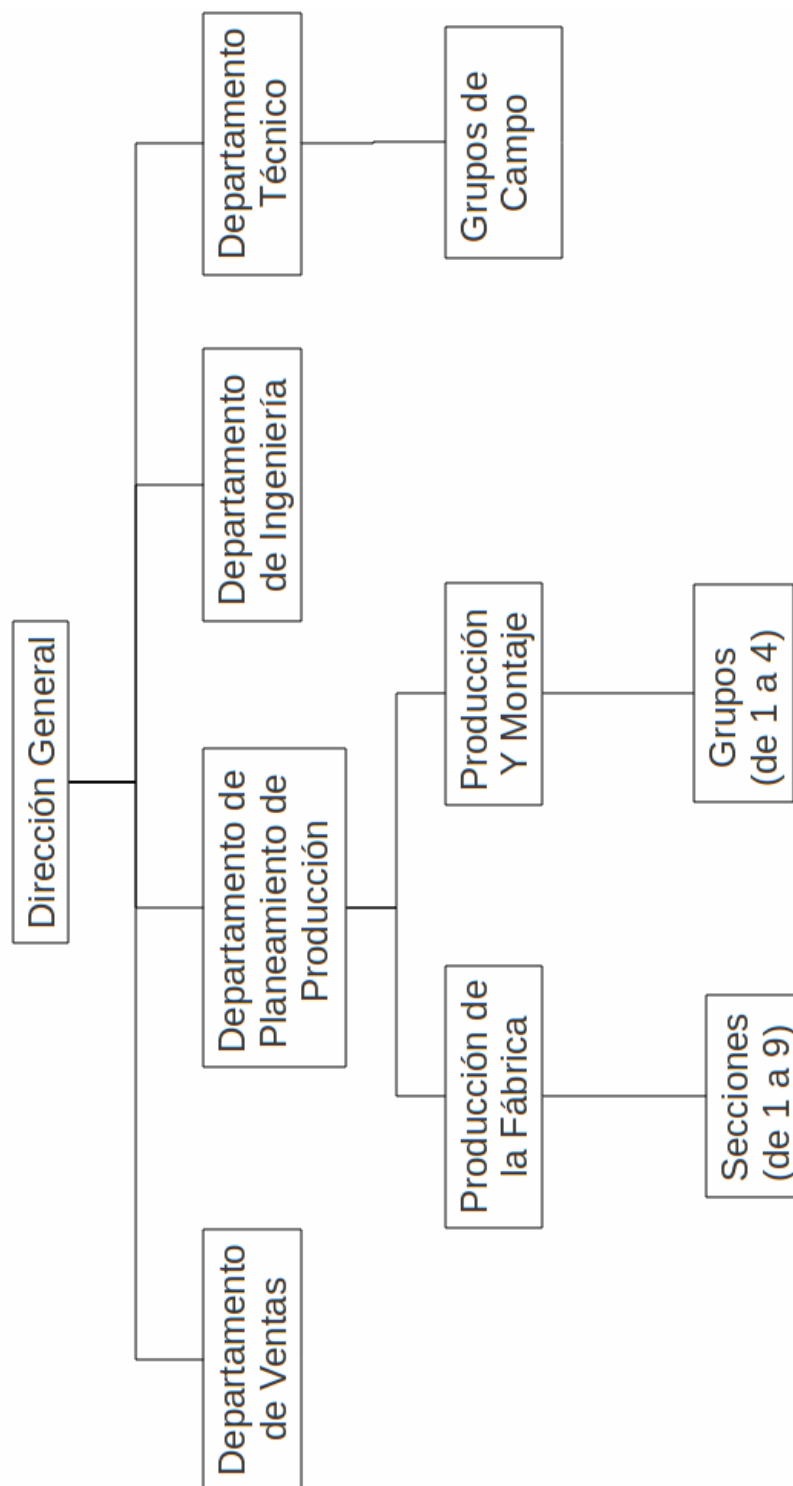 Dirección General
Departamento
de Ventas
Departamento de
Planeamiento de
Producción
Departamento
de Ingeniería
Departamento
Técnico
Producción de
la Fábrica
Producción
Y Montaje
Grupos de
Campo
Secciones
(de 1 a 9)
Grupos
(de 1 a 4)